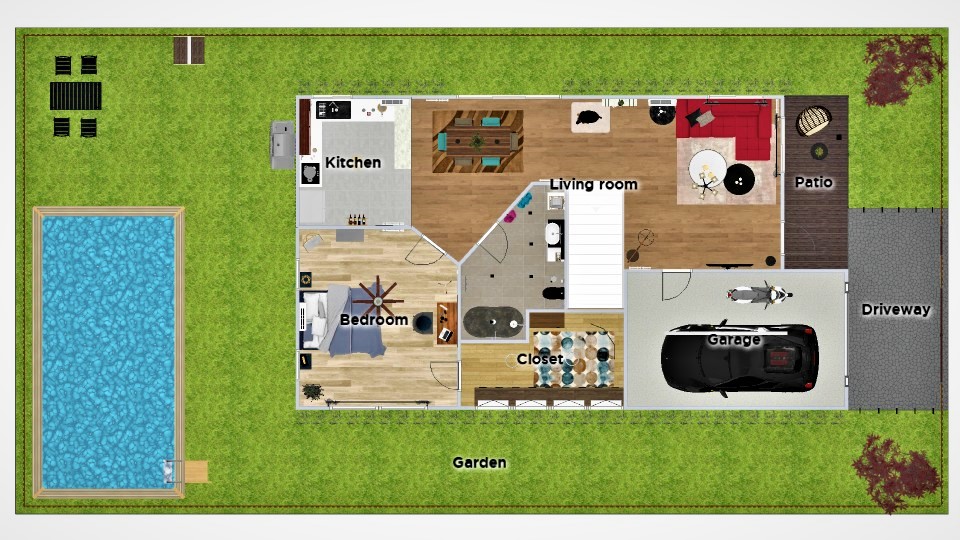 Kitchen
Living room
Patio
Bedroom
Driveway
Garage
Closet
Garden